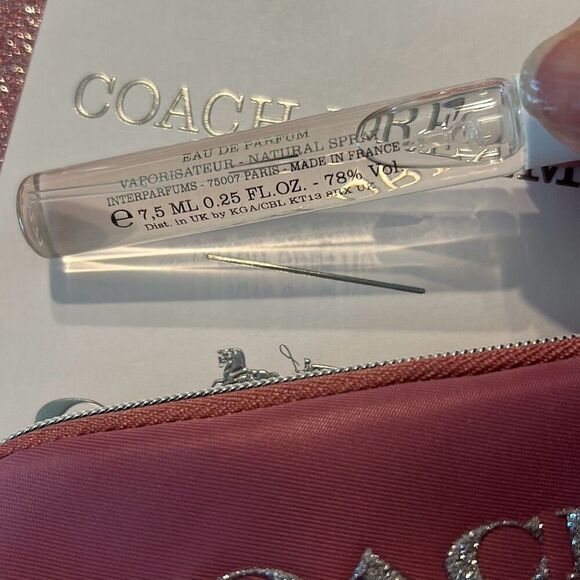 COACH
EAU DE PARFUM
VAPORISATEUR - NATURAL SPRAY
INTERPARFUMS - 75007 PARIS - MADE IN FRANCE
e 7,5 ML 0.25 FL.OZ. - 78% Vol
Dist. in UK by KGA/CBL KT13 8RX UK